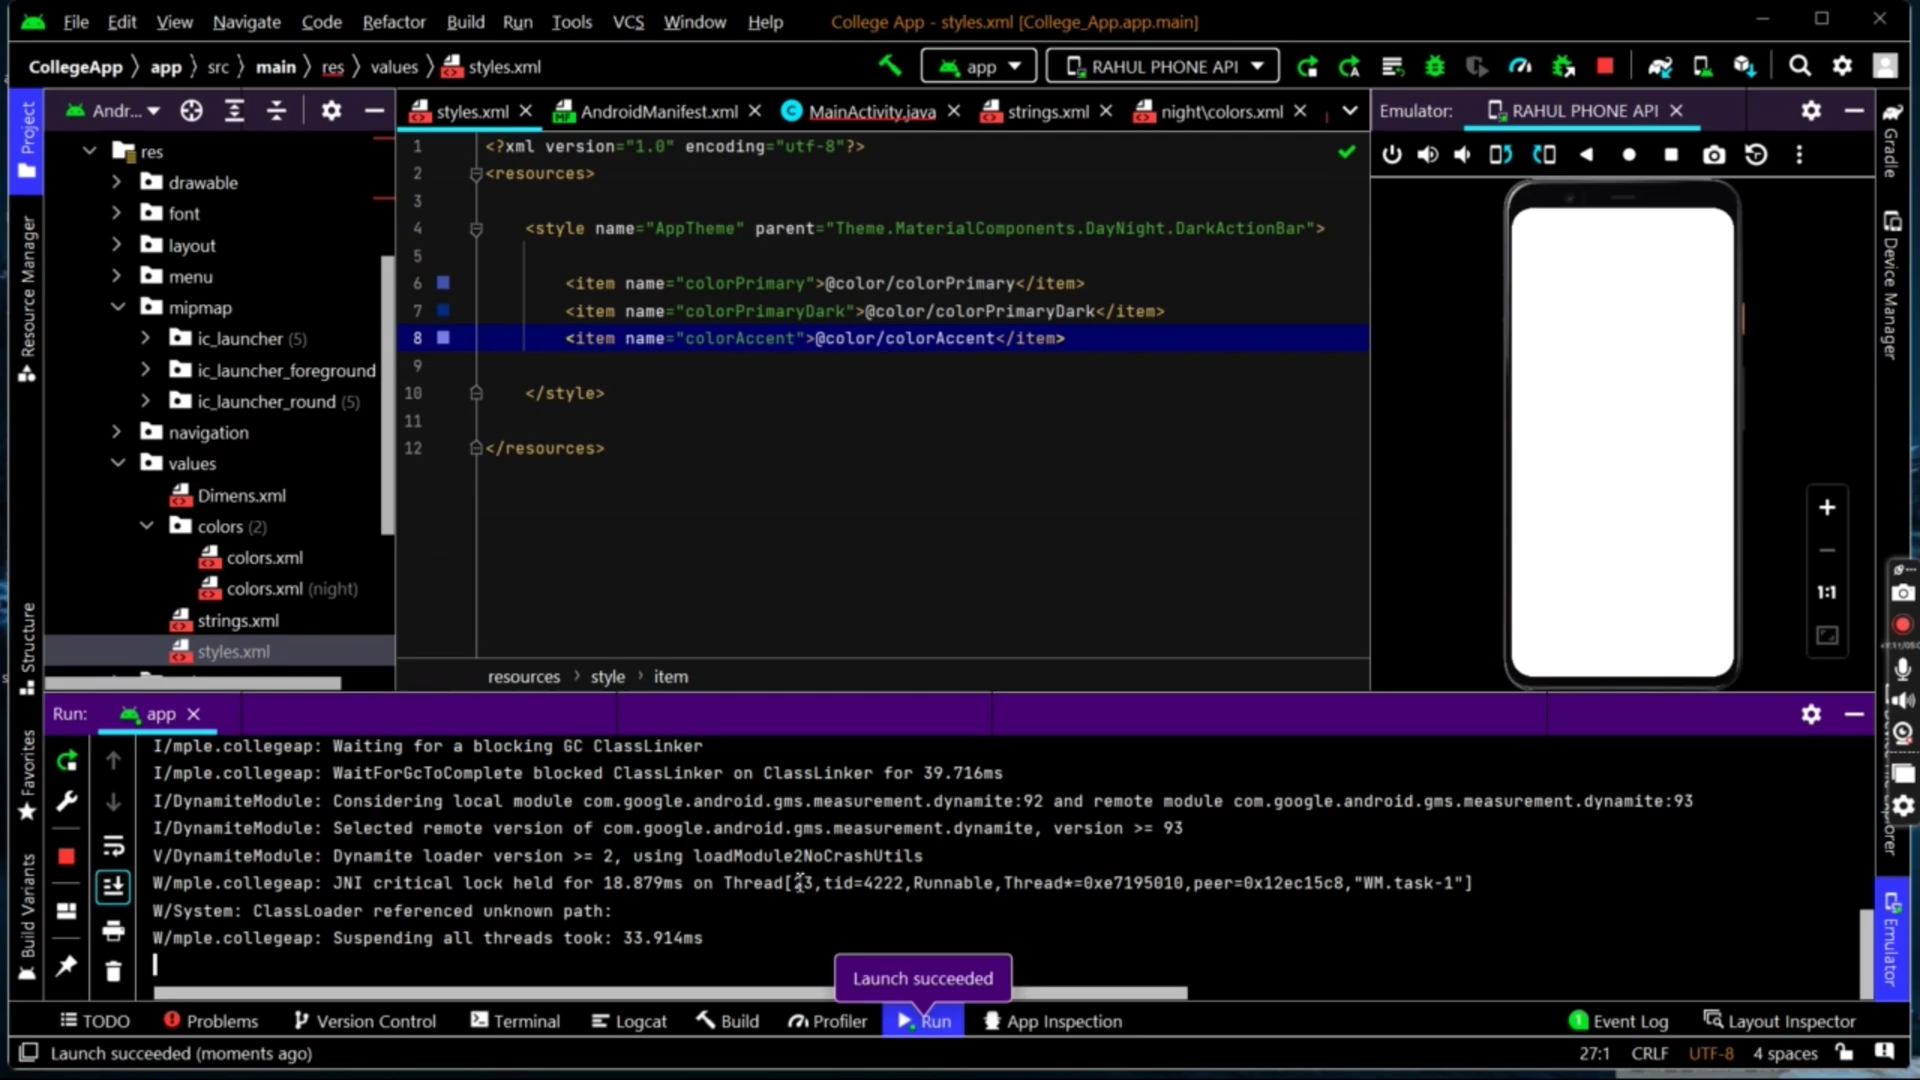 File Edit View Navigate Code Refactor Build Run Tools VCS Window Help College App - styles.xml [College_App.app.main]
CollegeApp app src main res values styles.xml app RAHUL PHONE API
Andr... styles.xml AndroidManifest.xml MainActivity.java strings.xml night\colors.xml Emulator: RAHUL PHONE API
Project
Resource Manager
Structure
Favorites
Build Variants
res
drawable
font
layout
menu
mipmap
ic_launcher (5)
ic_launcher_foreground
ic_launcher_round (5)
navigation
values
Dimens.xml
colors (2)
colors.xml
colors.xml (night)
strings.xml
styles.xml
1 <?xml version="1.0" encoding="utf-8"?>
2 <resources>
3
4 <style name="AppTheme" parent="Theme.MaterialComponents.DayNight.DarkActionBar">
5
6 <item name="colorPrimary">@color/colorPrimary</item>
7 <item name="colorPrimaryDark">@color/colorPrimaryDark</item>
8 <item name="colorAccent">@color/colorAccent</item>
9
10 </style>
11
12 </resources>
resources style item
1:1
Gradle
Device Manager
Emulator
Run: app
I/mple.collegeap: Waiting for a blocking GC ClassLinker
I/mple.collegeap: WaitForGcToComplete blocked ClassLinker on ClassLinker for 39.716ms
I/DynamiteModule: Considering local module com.google.android.gms.measurement.dynamite:92 and remote module com.google.android.gms.measurement.dynamite:93
I/DynamiteModule: Selected remote version of com.google.android.gms.measurement.dynamite, version >= 93
V/DynamiteModule: Dynamite loader version >= 2, using loadModule2NoCrashUtils
W/mple.collegeap: JNI critical lock held for 18.879ms on 3,tid=4222,Runnable,Thread*=0xe7195010,peer=0x12ec15c8,"WM.task-1"]
W/System: ClassLoader referenced unknown path:
W/mple.collegeap: Suspending all threads took: 33.914ms
Launch succeeded
TODO Problems Version Control Terminal Logcat Build Profiler Run App Inspection 1 Event Log Layout Inspector
Launch succeeded (moments ago) 27:1 CRLF UTF-8 4 spaces